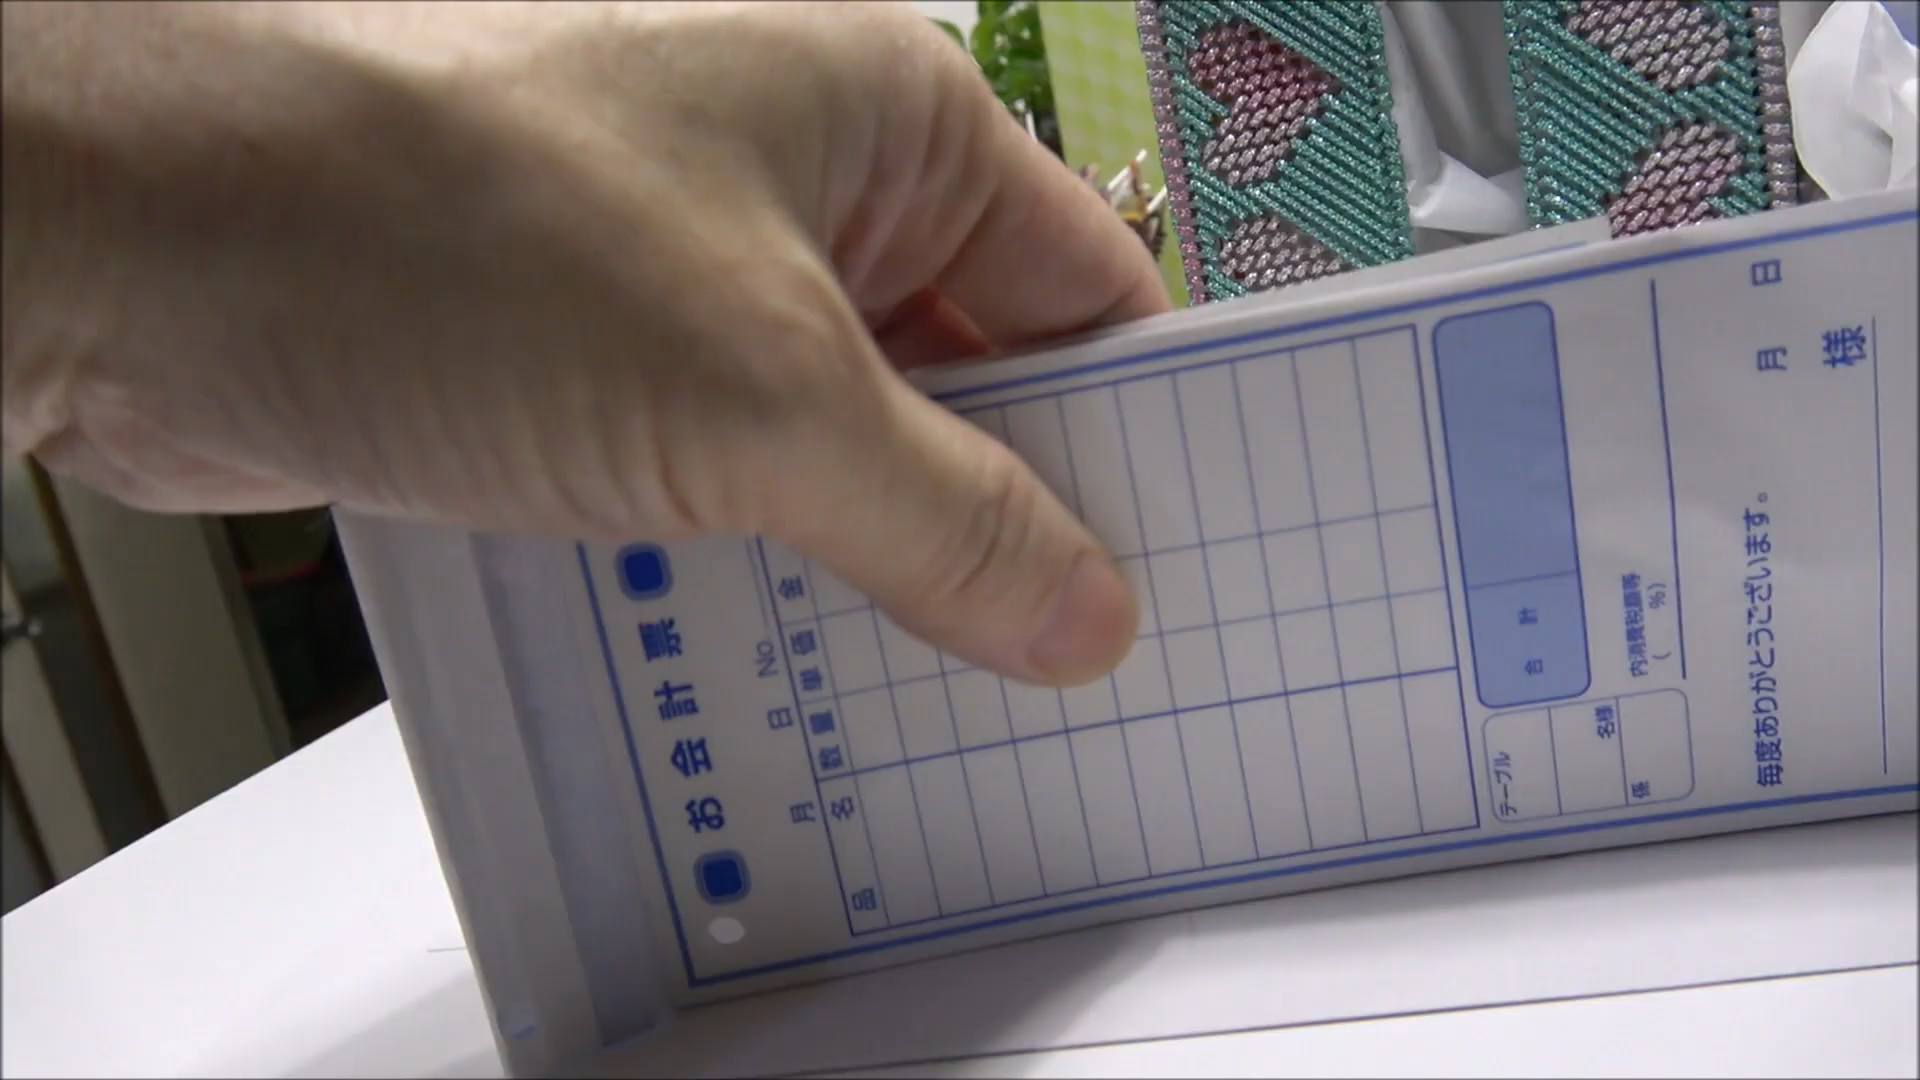 お会計票
月 日 No.
品 名 数量 単価 金
合 計
内消費税額等
( %)
テーブル
名様
係
毎度ありがとうございます。
月 日
様